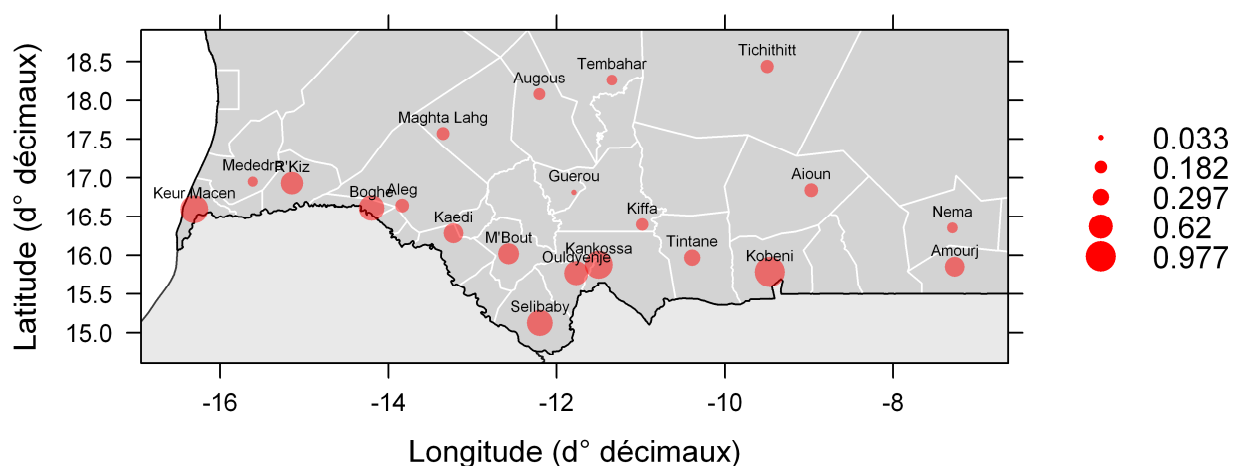 Latitude (d° décimaux)
18.5
18.0
17.5
17.0
16.5
16.0
15.5
15.0
Tichithitt
Tembahar
Augous
Maghta Lahg
Mededra
R'Kiz
Guerou
Aioun
Keur Macen
Boghe
Aleg
Kiffa
Nema
Kaedi
M'Bout
Kankossa
Tintane
Ouldyenje
Kobeni
Amourj
Selibaby
-16
-14
-12
-10
-8
Longitude (d° décimaux)
0.033
0.182
0.297
0.62
0.977